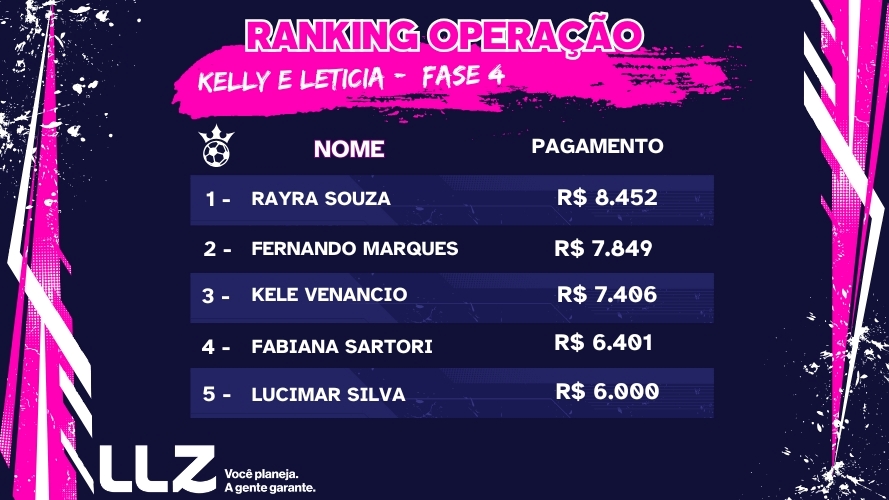 RANKING OPERAÇÃO
KELLY E LETICIA - FASE 4
NOME PAGAMENTO
1 - RAYRA SOUZA R$ 8.452
2 - FERNANDO MARQUES R$ 7.849
3 - KELE VENANCIO R$ 7.406
4 - FABIANA SARTORI R$ 6.401
5 - LUCIMAR SILVA R$ 6.000
LLZ
Você planeja.
A gente garante.